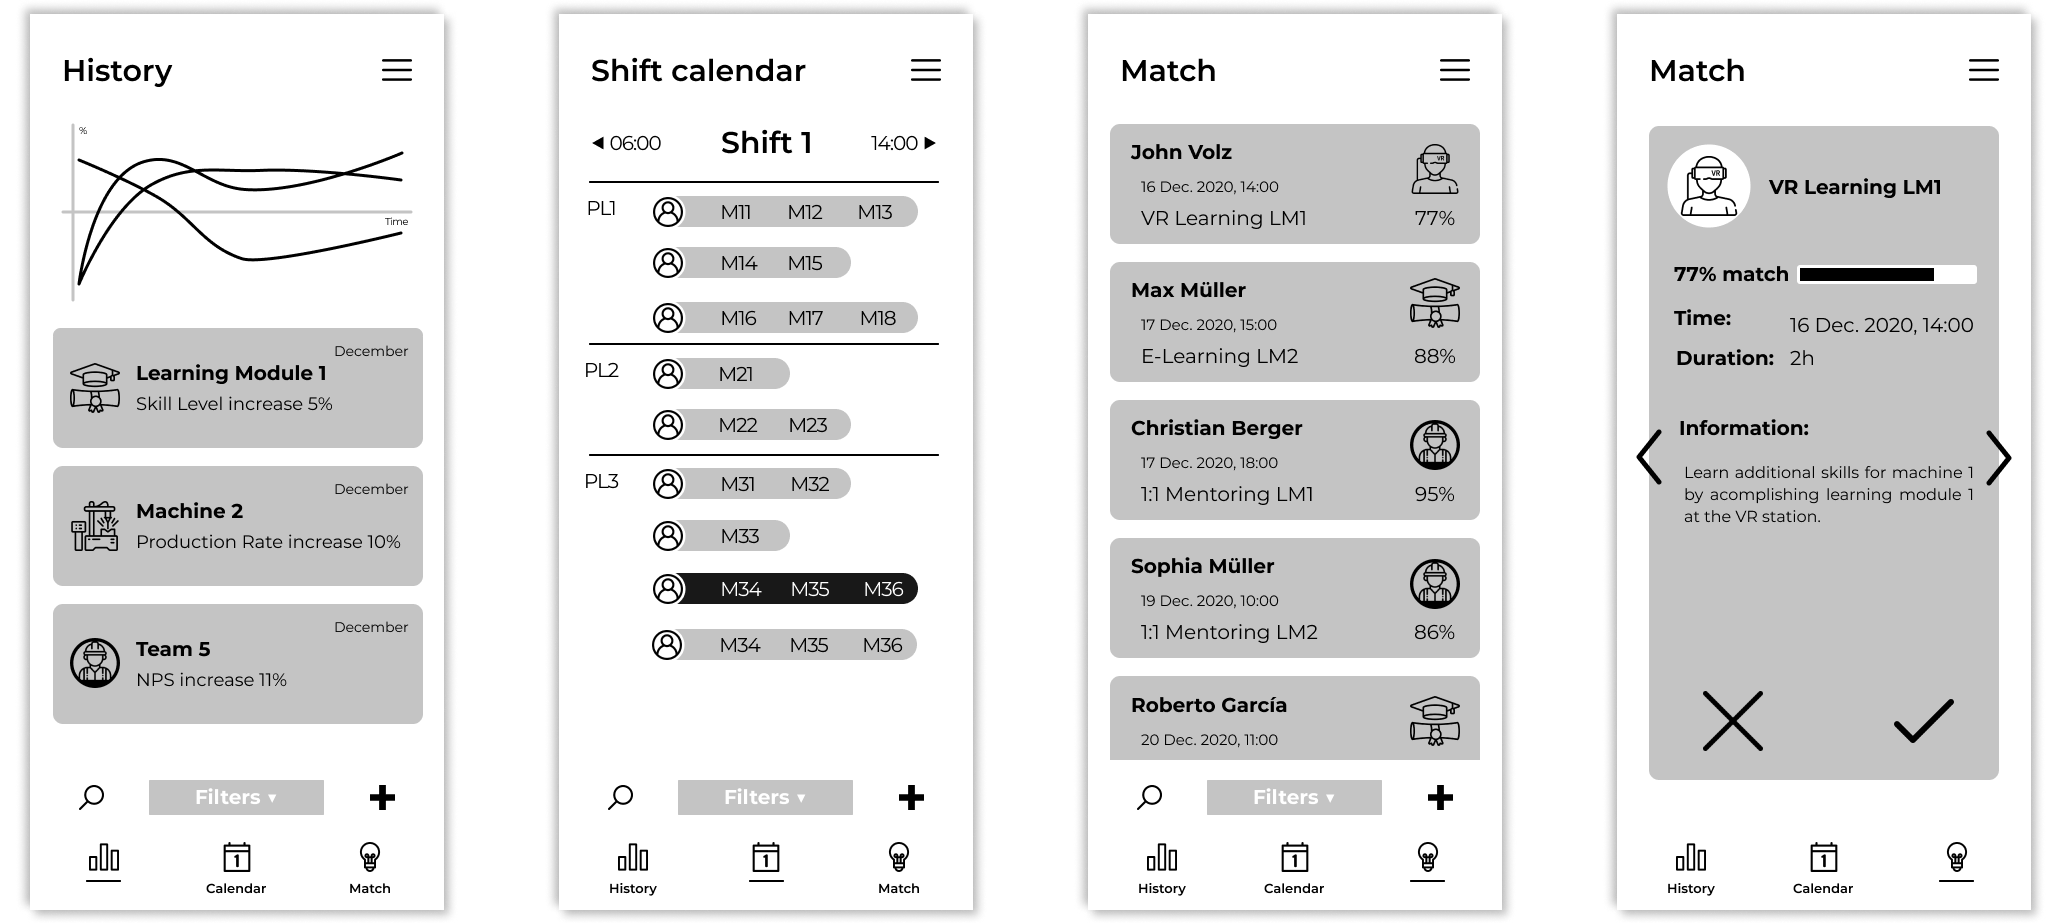 History
%
Time
December
Learning Module 1
Skill Level increase 5%
December
Machine 2
Production Rate increase 10%
December
Team 5
NPS increase 11%
Filters ▾
1
Calendar
Match
Shift calendar
◀ 06:00 Shift 1 14:00 ▶
PL1 M11 M12 M13
M14 M15
M16 M17 M18
PL2 M21
M22 M23
PL3 M31 M32
M33
M34 M35 M36
M34 M35 M36
Filters ▾
1
History Match
Match
John Volz
16 Dec. 2020, 14:00
VR
VR Learning LM1 77%
Max Müller
17 Dec. 2020, 15:00
E-Learning LM2 88%
Christian Berger
17 Dec. 2020, 18:00
1:1 Mentoring LM1 95%
Sophia Müller
19 Dec. 2020, 10:00
1:1 Mentoring LM2 86%
Roberto García
20 Dec. 2020, 11:00
Filters ▾
1
History Calendar
Match
VR
VR Learning LM1
77% match
Time: 16 Dec. 2020, 14:00
Duration: 2h
Information:
Learn additional skills for machine 1
by acomplishing learning module 1
at the VR station.
1
History Calendar